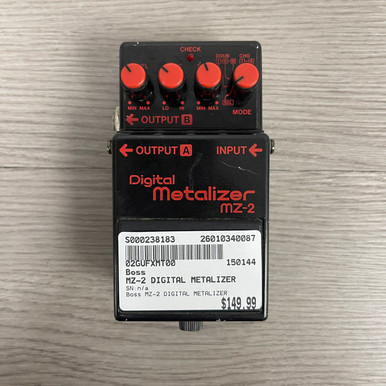 CHECK
MIN MAX LO HI MIN MAX MODE
← OUTPUT B
← OUTPUT A INPUT ←
Digital
Metalizer
MZ-2
S000238183 26010340087
02GUFXMT00 150144
Boss
MZ-2 DIGITAL METALIZER
SN:n/a
Boss MZ-2 DIGITAL METALIZER
$149.99